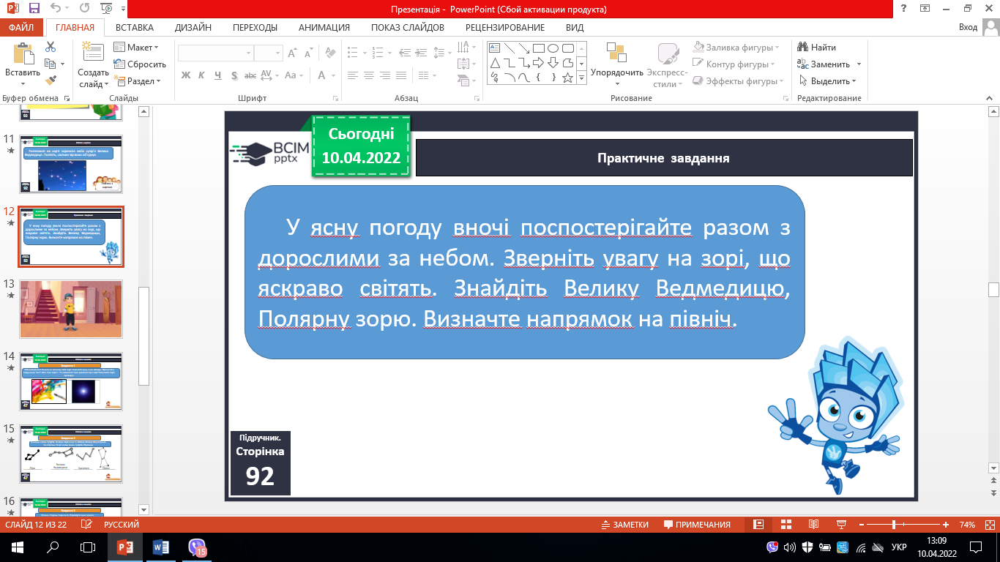 Презентація - PowerPoint (Сбой активации продукта)
ФАЙЛ ГЛАВНАЯ ВСТАВКА ДИЗАЙН ПЕРЕХОДЫ АНИМАЦИЯ ПОКАЗ СЛАЙДОВ РЕЦЕНЗИРОВАНИЕ ВИД Вход
Вставить
Создать слайд
Макет
Сбросить
Раздел
Упорядочить
Экспресс-стили
Заливка фигуры
Контур фигуры
Эффекты фигуры
Найти
Заменить
Выделить
Буфер обмена Слайды Шрифт Абзац Рисование Редактирование
11
12
13
14
15
16
Сьогодні
10.04.2022
ВСІМ
pptx
Практичне завдання
У ясну погоду вночі поспостерігайте разом з
дорослими за небом. Зверніть увагу на зорі, що
яскраво світять. Знайдіть Велику Ведмедицю,
Полярну зорю. Визначте напрямок на північ.
Підручник.
Сторінка
92
СЛАЙД 12 ИЗ 22 РУССКИЙ ЗАМЕТКИ ПРИМЕЧАНИЯ 74%
15
УКР
13:09
10.04.2022